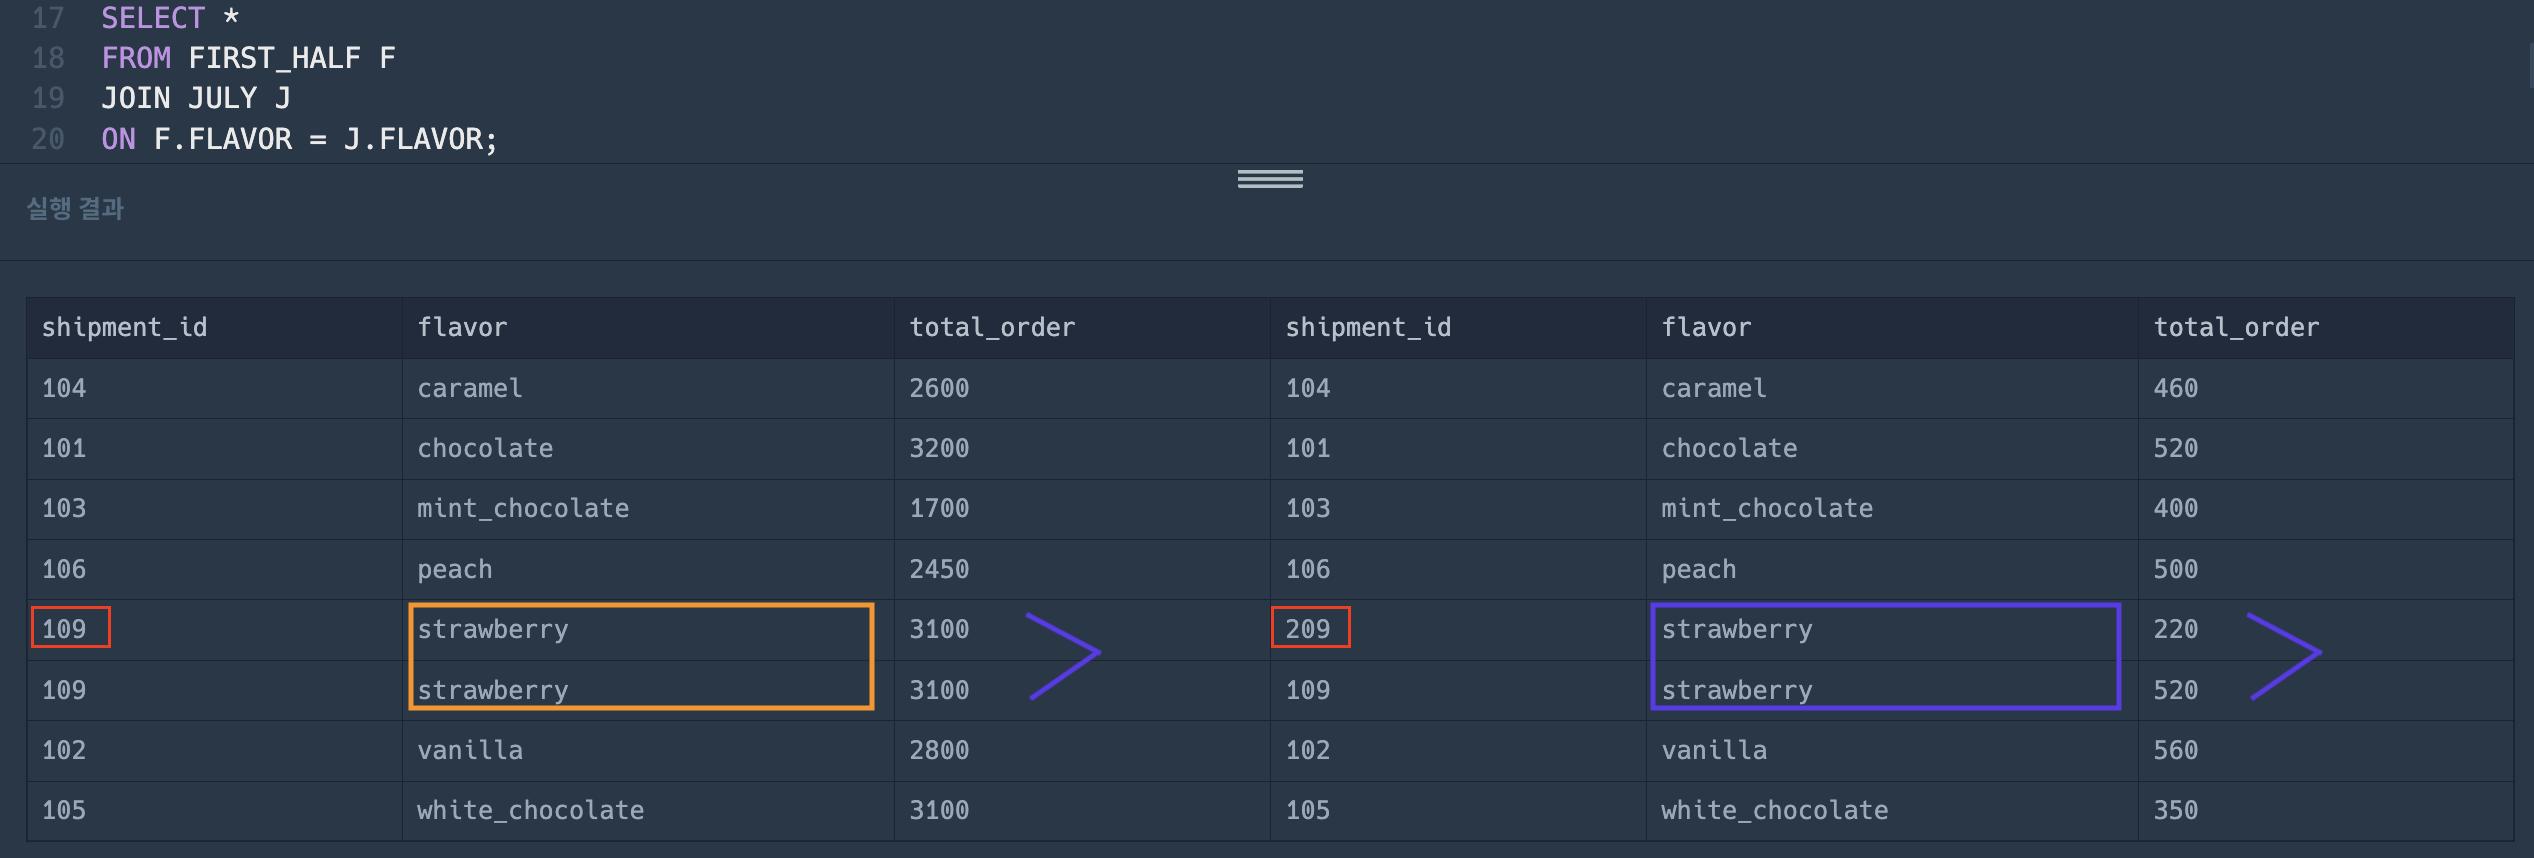 17 SELECT *
18 FROM FIRST_HALF F
19 JOIN JULY J
20 ON F.FLAVOR = J.FLAVOR;
실행 결과
shipment_id flavor total_order shipment_id flavor total_order
104 caramel 2600 104 caramel 460
101 chocolate 3200 101 chocolate 520
103 mint_chocolate 1700 103 mint_chocolate 400
106 peach 2450 106 peach 500
109 strawberry 3100 209 strawberry 220
109 strawberry 3100 109 strawberry 520
102 vanilla 2800 102 vanilla 560
105 white_chocolate 3100 105 white_chocolate 350